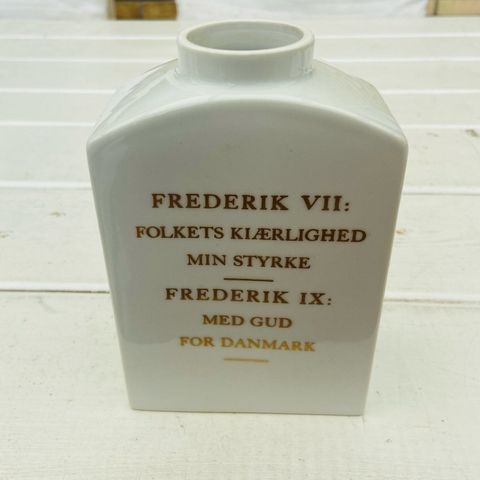 FREDERIK VII:
FOLKETS KIÆRLIGHED
MIN STYRKE
FREDERIK IX:
MED GUD
FOR DANMARK